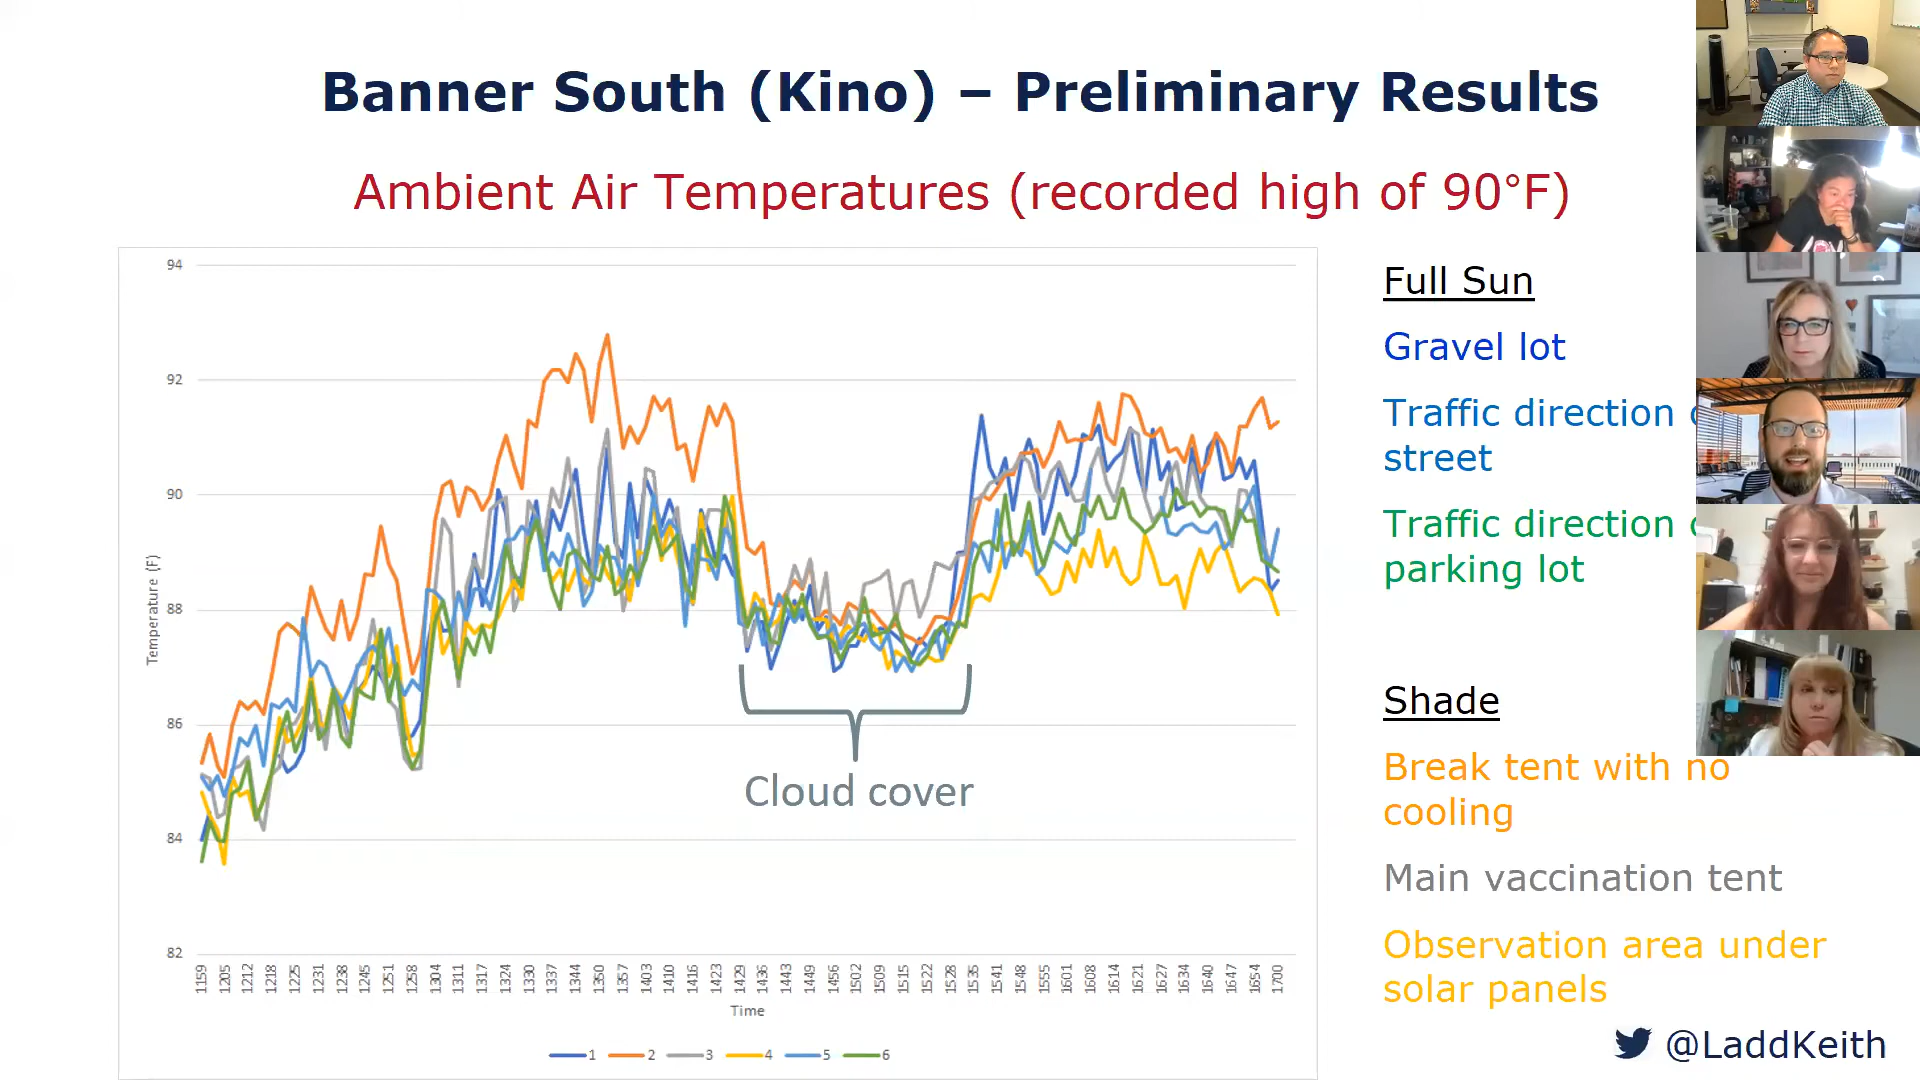 Banner South (Kino) – Preliminary Results
Ambient Air Temperatures (recorded high of 90°F)
94
92
90
88
86
84
82
Temperature (F)
Cloud cover
1159 1205 1212 1218 1225 1231 1238 1245 1251 1258 1304 1311 1317 1324 1330 1337 1344 1350 1357 1403 1410 1416 1423 1429 1436 1443 1449 1456 1502 1509 1515 1522 1528 1535 1541 1548 1555 1601 1608 1614 1621 1627 1634 1640 1647 1654 1700
Time
1 2 3 4 5 6
Full Sun
Gravel lot
Traffic direction
street
Traffic direction
parking lot
Shade
Break tent with no
cooling
Main vaccination tent
Observation area under
solar panels
@LaddKeith